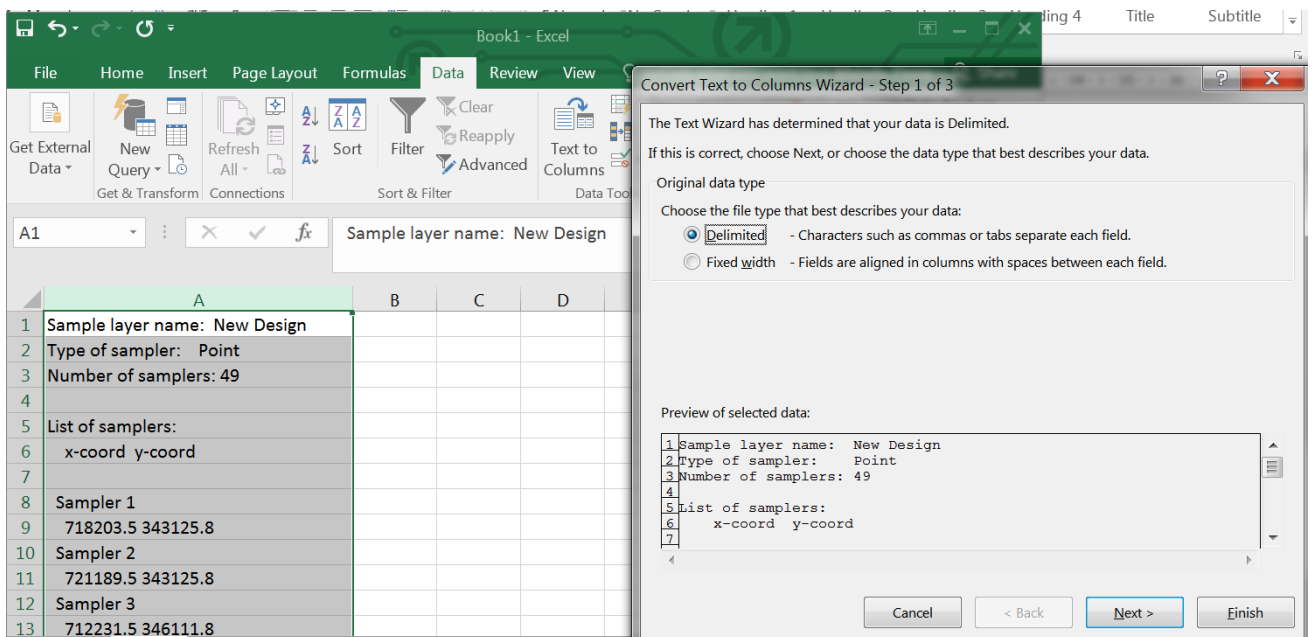 ding 4 Title Subtitle
Book1 - Excel
File Home Insert Page Layout Formulas Data Review View
Get External Data
New Query
Get & Transform
Refresh All
Connections
Sort
Filter
Clear
Reapply
Advanced
Sort & Filter
Text to Columns
Data Tool
A1
fx
Sample layer name: New Design
A B C D
1 Sample layer name: New Design
2 Type of sampler: Point
3 Number of samplers: 49
4
5 List of samplers:
6 x-coord y-coord
7
8 Sampler 1
9 718203.5 343125.8
10 Sampler 2
11 721189.5 343125.8
12 Sampler 3
13 712231.5 346111.8
Convert Text to Columns Wizard - Step 1 of 3
The Text Wizard has determined that your data is Delimited.
If this is correct, choose Next, or choose the data type that best describes your data.
Original data type
Choose the file type that best describes your data:
Delimited - Characters such as commas or tabs separate each field.
Fixed width - Fields are aligned in columns with spaces between each field.
Preview of selected data:
1 Sample layer name: New Design
2 Type of sampler: Point
3 Number of samplers: 49
4
5 List of samplers:
6 x-coord y-coord
7
Cancel < Back Next > Finish